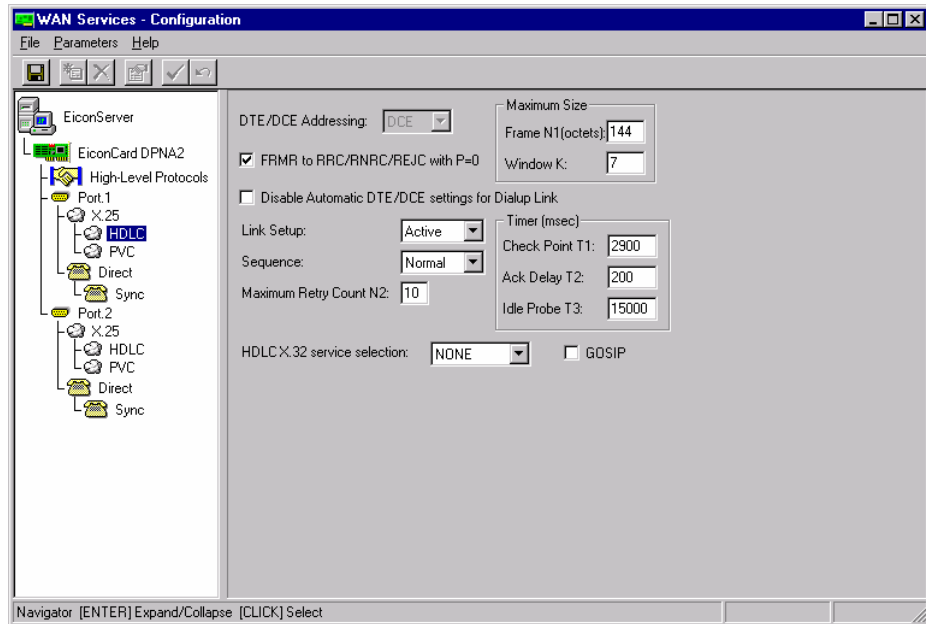 WAN Services - Configuration
File Parameters Help
EiconServer
EiconCard DPNA2
High-Level Protocols
Port.1
X.25
HDLC
PVC
Direct
Sync
Port.2
X.25
HDLC
PVC
Direct
Sync
DTE/DCE Addressing: DCE
FRMR to RRC/RNRC/REJC with P=0
Disable Automatic DTE/DCE settings for Dialup Link
Link Setup: Active
Sequence: Normal
Maximum Retry Count N2: 10
HDLC X.32 service selection: NONE
GOSIP
Maximum Size
Frame N1(octets): 144
Window K: 7
Timer (msec)
Check Point T1: 2900
Ack Delay T2: 200
Idle Probe T3: 15000
Navigator [ENTER] Expand/Collapse [CLICK] Select